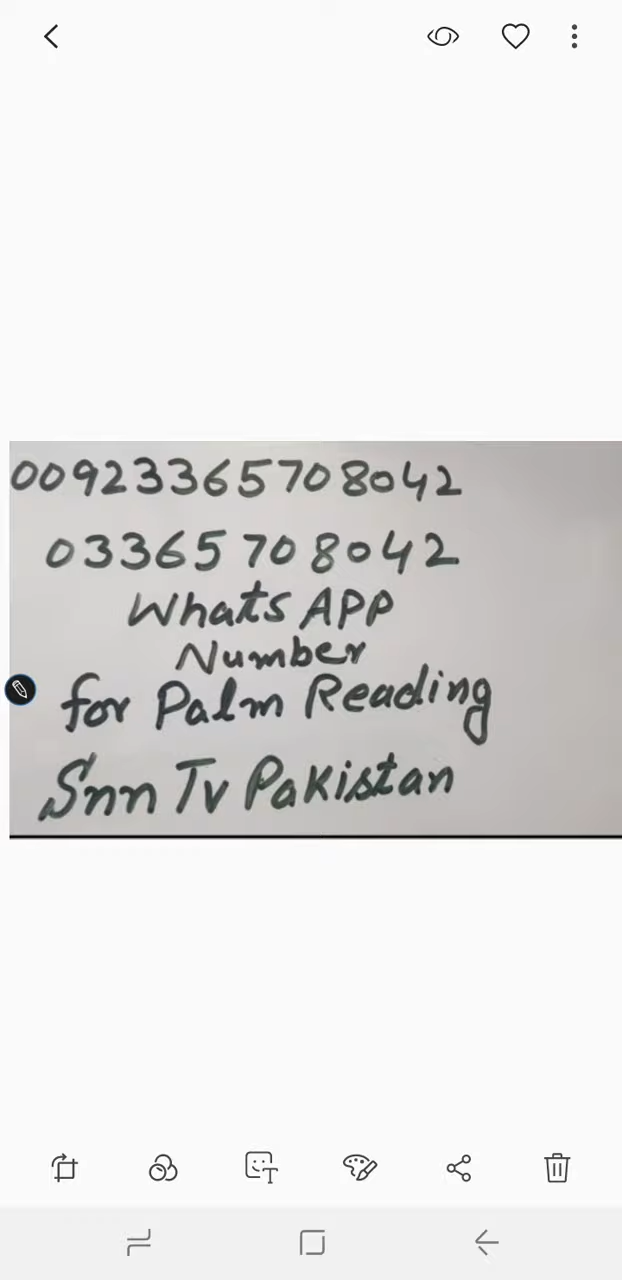 00923365708042
03365708042
Whats APP
Number
for Palm Reading
Snn Tv Pakistan